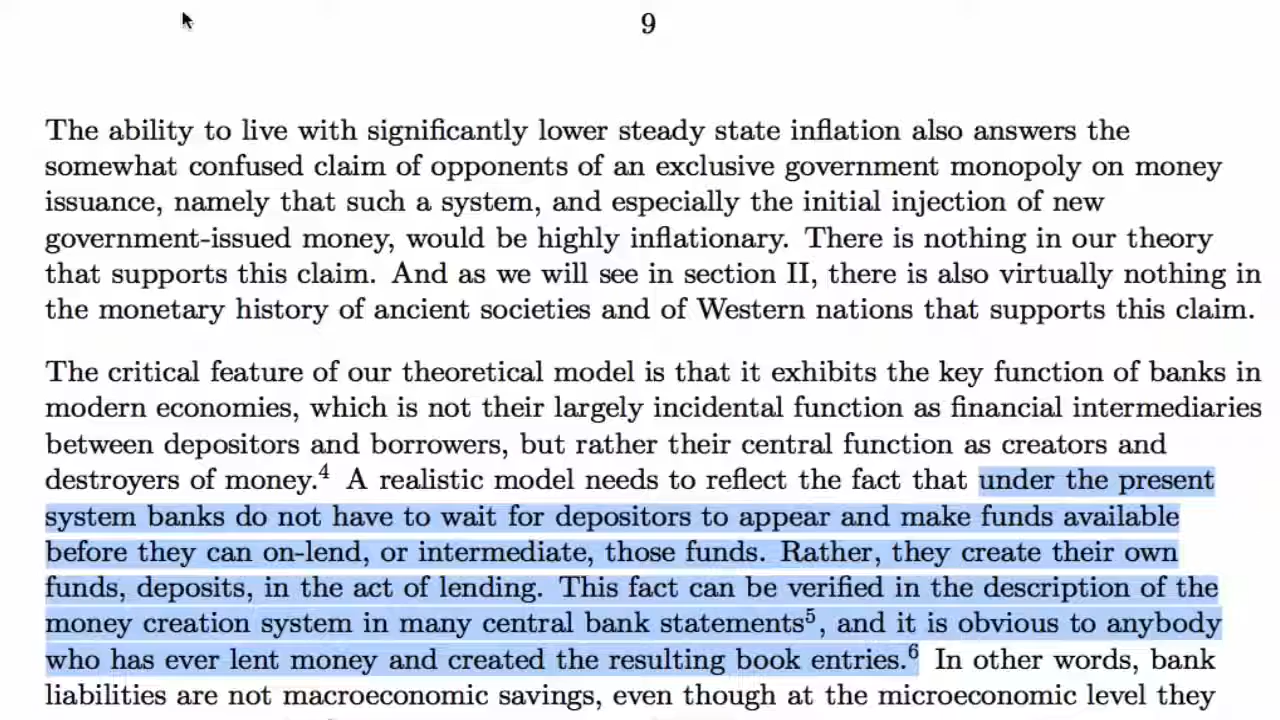 9
The ability to live with significantly lower steady state inflation also answers the
somewhat confused claim of opponents of an exclusive government monopoly on money
issuance, namely that such a system, and especially the initial injection of new
government-issued money, would be highly inflationary. There is nothing in our theory
that supports this claim. And as we will see in section II, there is also virtually nothing in
the monetary history of ancient societies and of Western nations that supports this claim.
The critical feature of our theoretical model is that it exhibits the key function of banks in
modern economies, which is not their largely incidental function as financial intermediaries
between depositors and borrowers, but rather their central function as creators and
destroyers of money.4 A realistic model needs to reflect the fact that under the present
system banks do not have to wait for depositors to appear and make funds available
before they can on-lend, or intermediate, those funds. Rather, they create their own
funds, deposits, in the act of lending. This fact can be verified in the description of the
money creation system in many central bank statements5, and it is obvious to anybody
who has ever lent money and created the resulting book entries.6 In other words, bank
liabilities are not macroeconomic savings, even though at the microeconomic level they